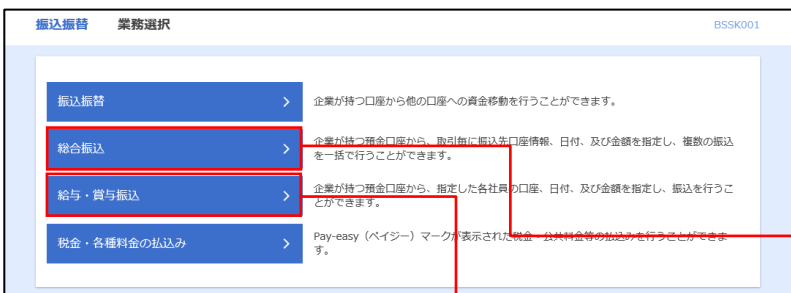 振込振替 業務選択 BSSK001
振込振替 企業が持つ口座から他の口座への資金移動を行うことができます。
総合振込 企業が持つ預金口座から、取引毎に振込先口座情報、日付、及び金額を指定し、複数の振込
を一括で行うことができます。
給与・賞与振込 企業が持つ預金口座から、指定した各社員の口座、日付、及び金額を指定し、振込を行うこ
とができます。
税金・各種料金の払込み Pay-easy（ペイジー）マークが表示された税金・公共料金等の払込みを行うことができま
す。